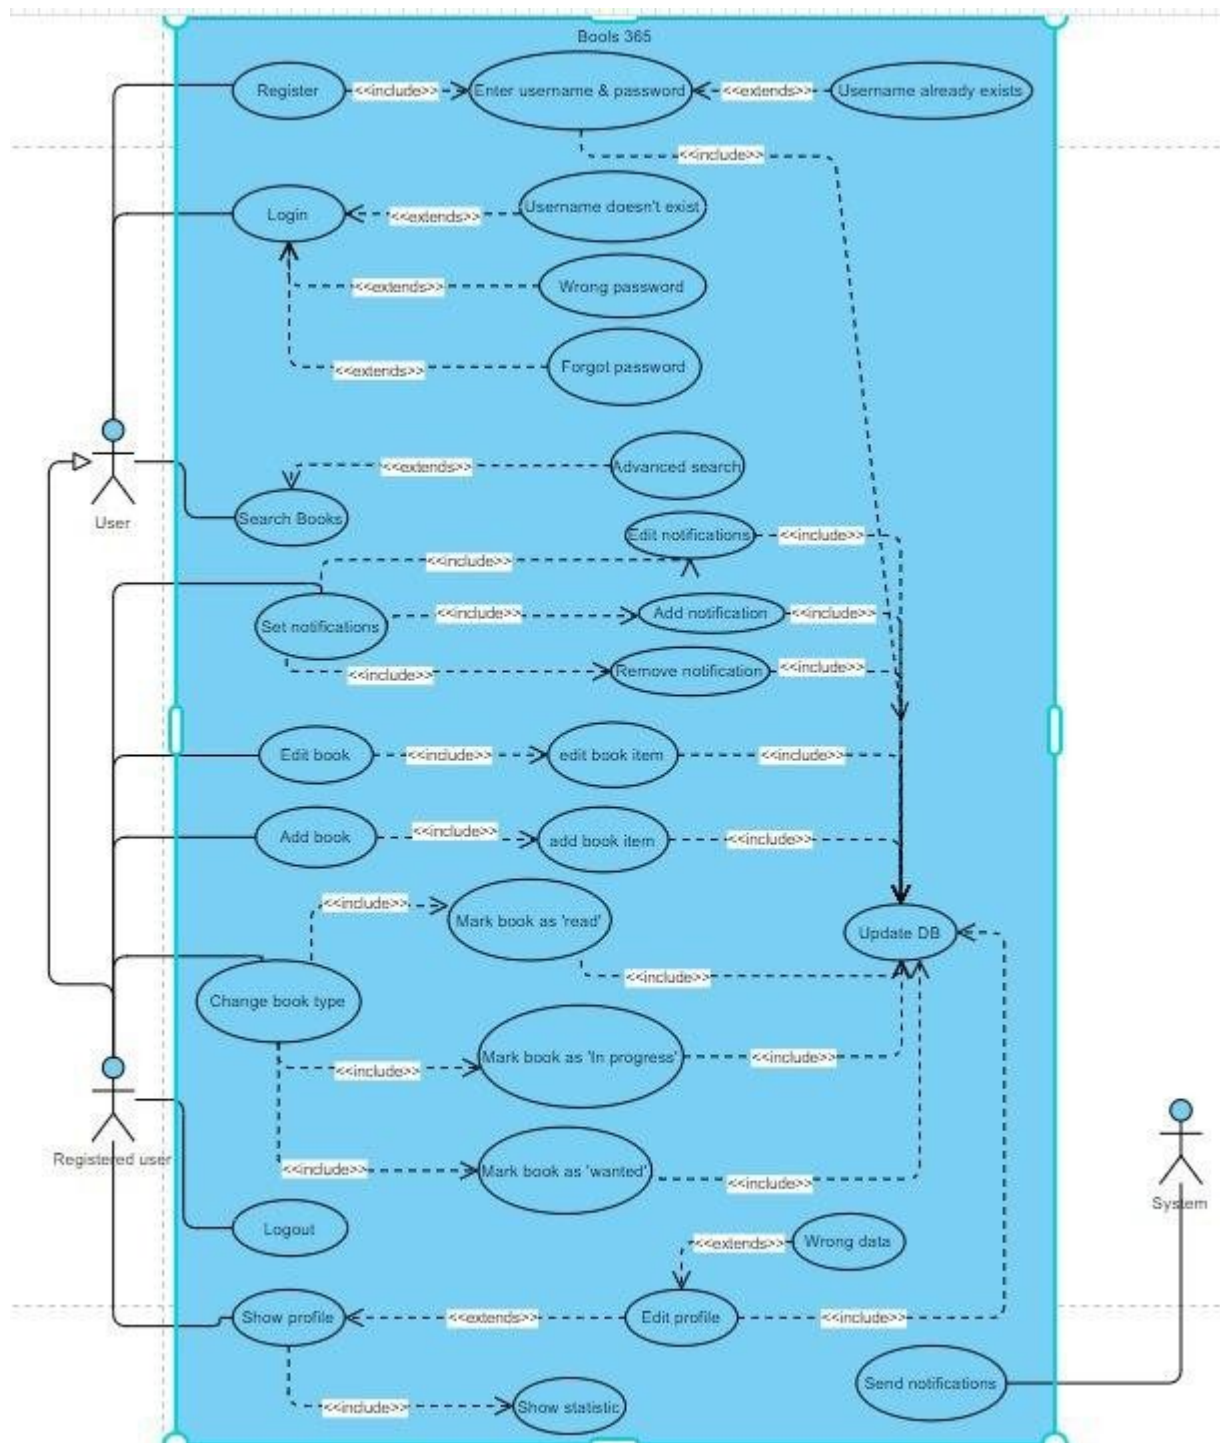 Bools 365
Register
<<include>>
Enter username & password
<<extends>>
Username already exists
<<include>>
Login
<<extends>>
Username doesn't exist
<<extends>>
Wrong password
<<extends>>
Forgot password
User
<<extends>>
Advanced search
Search Books
Edit notifications
<<include>>
<<include>>
Set notifications
<<include>>
Add notification
<<include>>
<<include>>
Remove notification
<<include>>
Edit book
<<include>>
edit book item
<<include>>
Add book
<<include>>
add book item
<<include>>
<<include>>
Mark book as 'read'
Update DB
<<include>>
Change book type
<<include>>
Mark book as 'In progress'
<<include>>
Registered user
<<include>>
Mark book as 'wanted'
<<include>>
System
Logout
<<extends>>
Wrong data
Show profile
<<extends>>
Edit profile
<<include>>
Send notifications
<<include>>
Show statistic